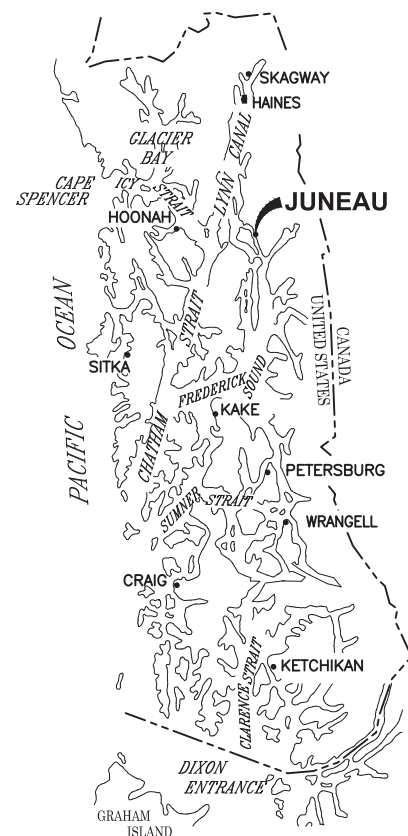 SKAGWAY
HAINES
GLACIER
BAY
LYNN CANAL
CAPE
SPENCER
ICY STRAIT
HOONAH
JUNEAU
PACIFIC OCEAN
CHATHAM STRAIT
CANADA
UNITED STATES
SITKA
FREDERICK SOUND
KAKE
PETERSBURG
SUMNER STRAIT
WRANGELL
CRAIG
KETCHIKAN
CLARENCE STRAIT
DIXON
ENTRANCE
GRAHAM
ISLAND